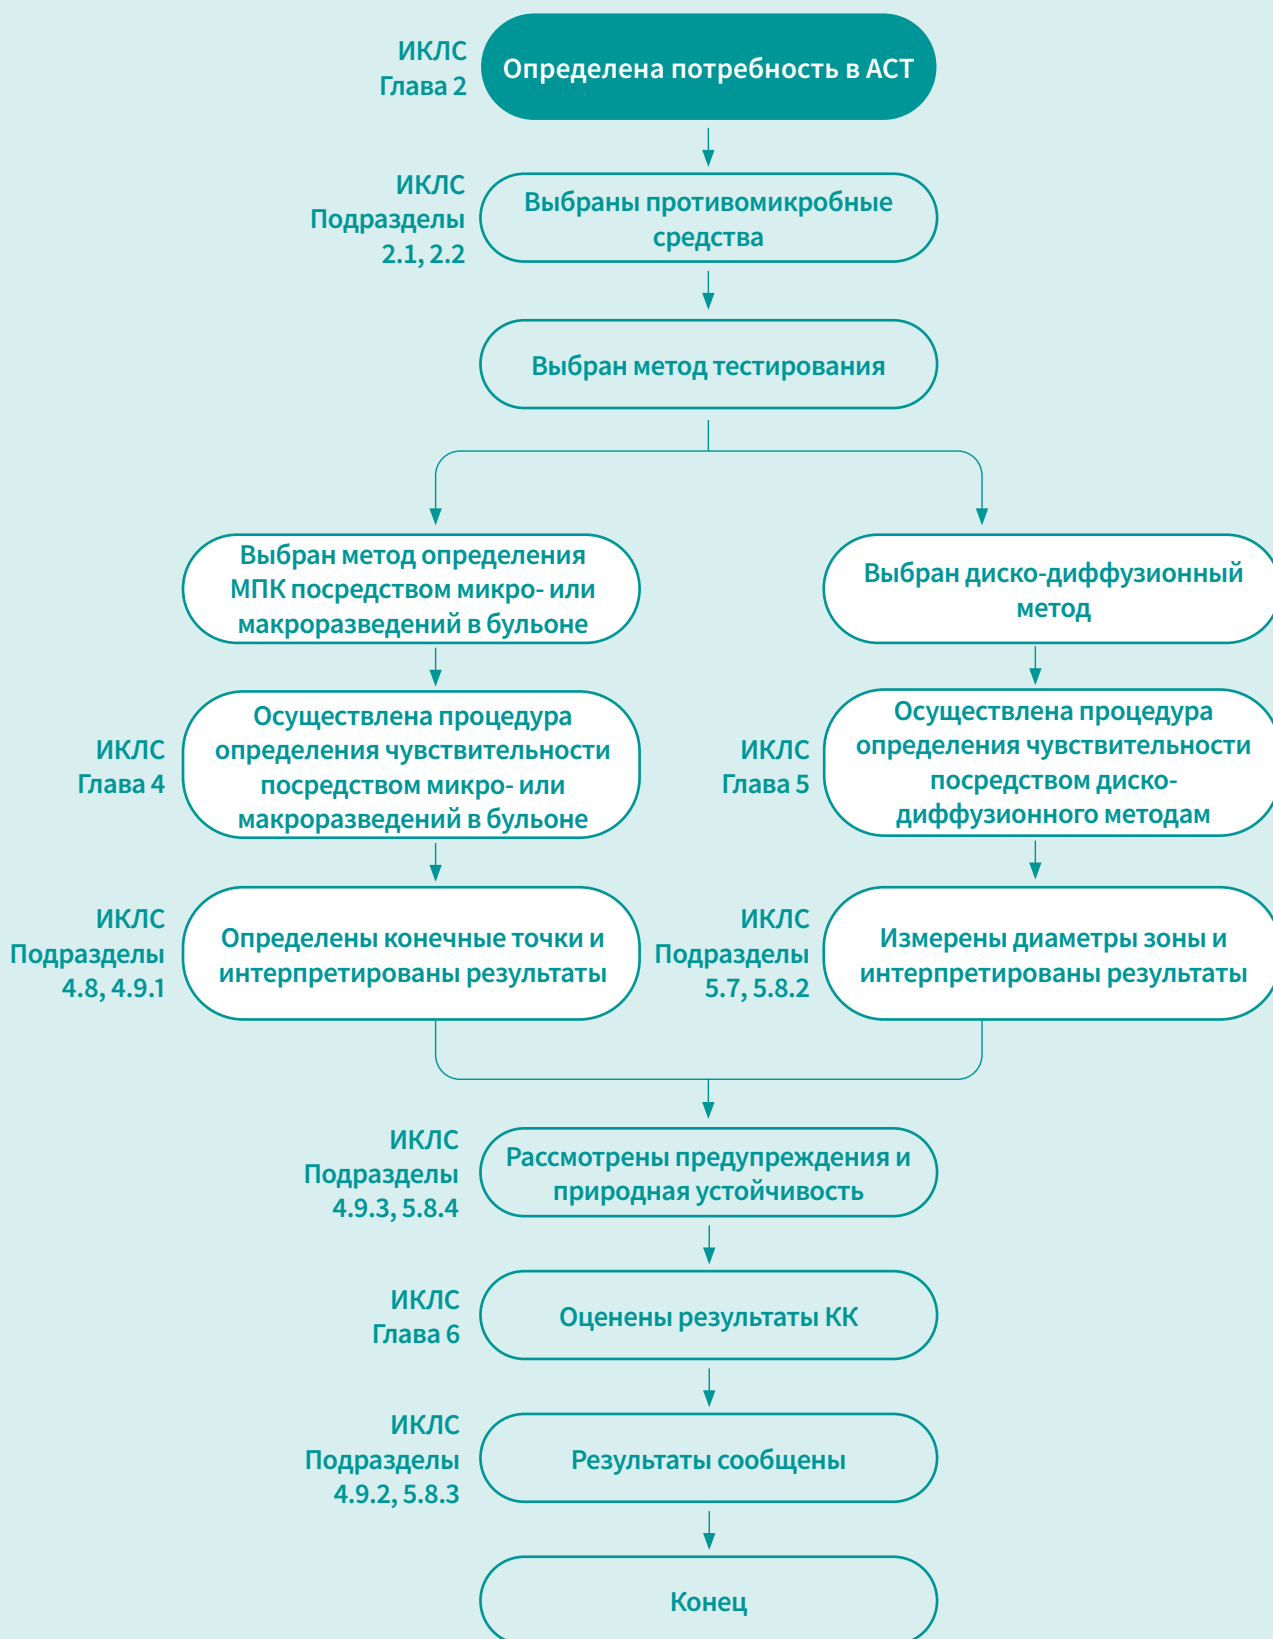 ИКЛС
Глава 2
Определена потребность в АСТ
ИКЛС
Подразделы
2.1, 2.2
Выбраны противомикробные
средства
Выбран метод тестирования
Выбран метод определения
МПК посредством микро- или
макроразведений в бульоне
Выбран диско-диффузионный
метод
ИКЛС
Глава 4
Осуществлена процедура
определения чувствительности
посредством микро- или
макроразведений в бульоне
ИКЛС
Глава 5
Осуществлена процедура
определения чувствительности
посредством диско-
диффузионного методам
ИКЛС
Подразделы
4.8, 4.9.1
Определены конечные точки и
интерпретированы результаты
ИКЛС
Подразделы
5.7, 5.8.2
Измерены диаметры зоны и
интерпретированы результаты
ИКЛС
Подразделы
4.9.3, 5.8.4
Рассмотрены предупреждения и
природная устойчивость
ИКЛС
Глава 6
Оценены результаты КК
ИКЛС
Подразделы
4.9.2, 5.8.3
Результаты сообщены
Конец